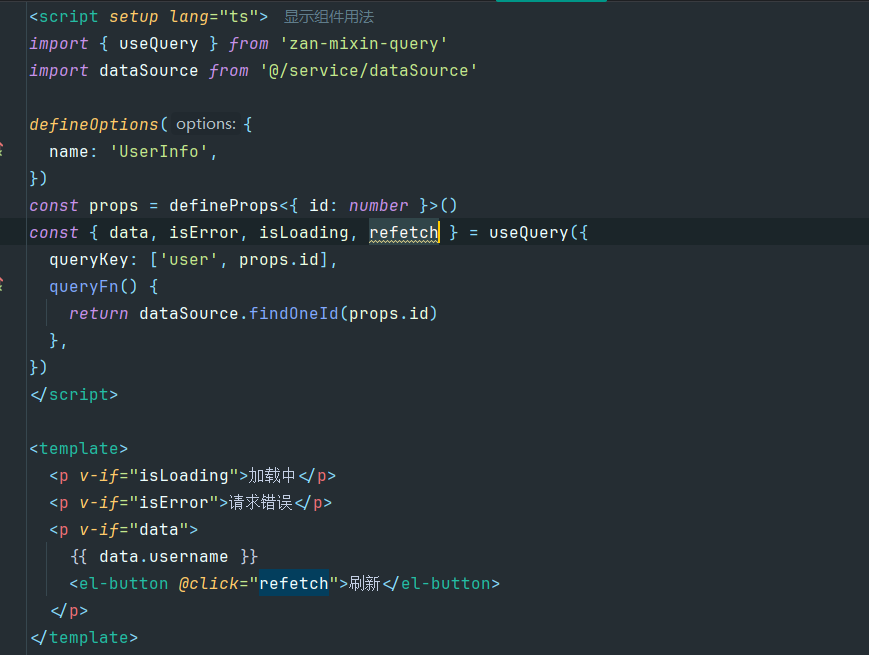 <script setup lang="ts"> 显示组件用法
import { useQuery } from 'zan-mixin-query'
import dataSource from '@/service/dataSource'
defineOptions( options: {
  name: 'UserInfo',
})
const props = defineProps<{ id: number }>()
const { data, isError, isLoading, refetch } = useQuery({
  queryKey: ['user', props.id],
  queryFn() {
    return dataSource.findOneId(props.id)
  },
})
</script>
<template>
  <p v-if="isLoading">加载中</p>
  <p v-if="isError">请求错误</p>
  <p v-if="data">
    {{ data.username }}
    <el-button @click="refetch">刷新</el-button>
  </p>
</template>